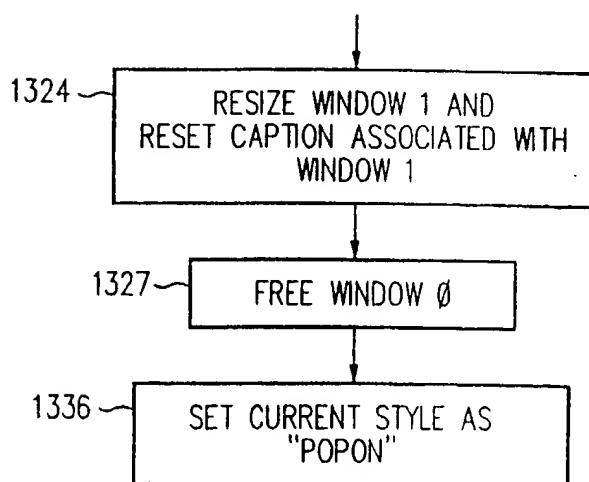 1324
RESIZE WINDOW 1 AND
RESET CAPTION ASSOCIATED WITH
WINDOW 1
1327
FREE WINDOW Ø
1336
SET CURRENT STYLE AS
"POPON"